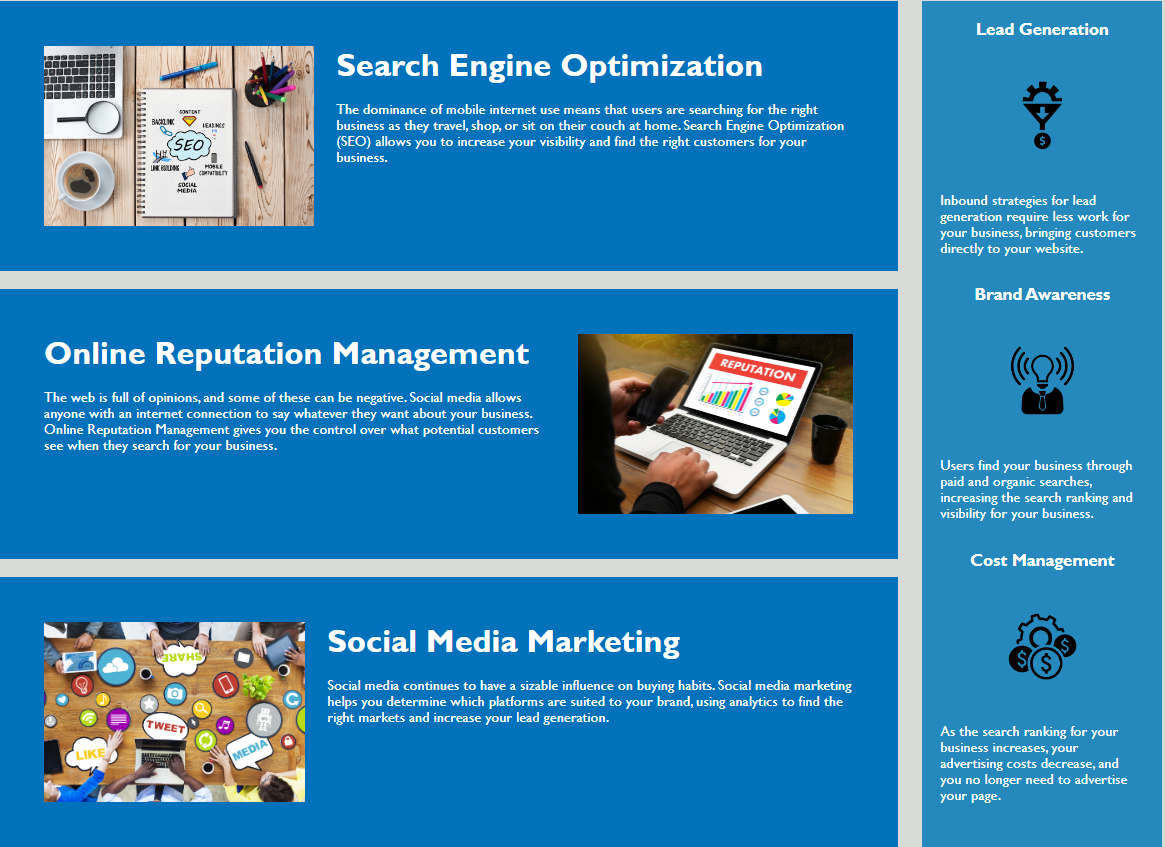 Search Engine Optimization
The dominance of mobile internet use means that users are searching for the right
business as they travel, shop, or sit on their couch at home. Search Engine Optimization
(SEO) allows you to increase your visibility and find the right customers for your
business.
CONTENT
BACKLINK
HEADINGS
SEO
LINK BUILDING
MOBILE
COMPATIBILITY
SOCIAL
MEDIA
Online Reputation Management
The web is full of opinions, and some of these can be negative. Social media allows
anyone with an internet connection to say whatever they want about your business.
Online Reputation Management gives you the control over what potential customers
see when they search for your business.
REPUTATION
Social Media Marketing
Social media continues to have a sizable influence on buying habits. Social media marketing
helps you determine which platforms are suited to your brand, using analytics to find the
right markets and increase your lead generation.
SHARE
TWEET
LIKE
MEDIA
Lead Generation
$
Inbound strategies for lead
generation require less work for
your business, bringing customers
directly to your website.
Brand Awareness
Users find your business through
paid and organic searches,
increasing the search ranking and
visibility for your business.
Cost Management
$ $ $
As the search ranking for your
business increases, your
advertising costs decrease, and
you no longer need to advertise
your page.